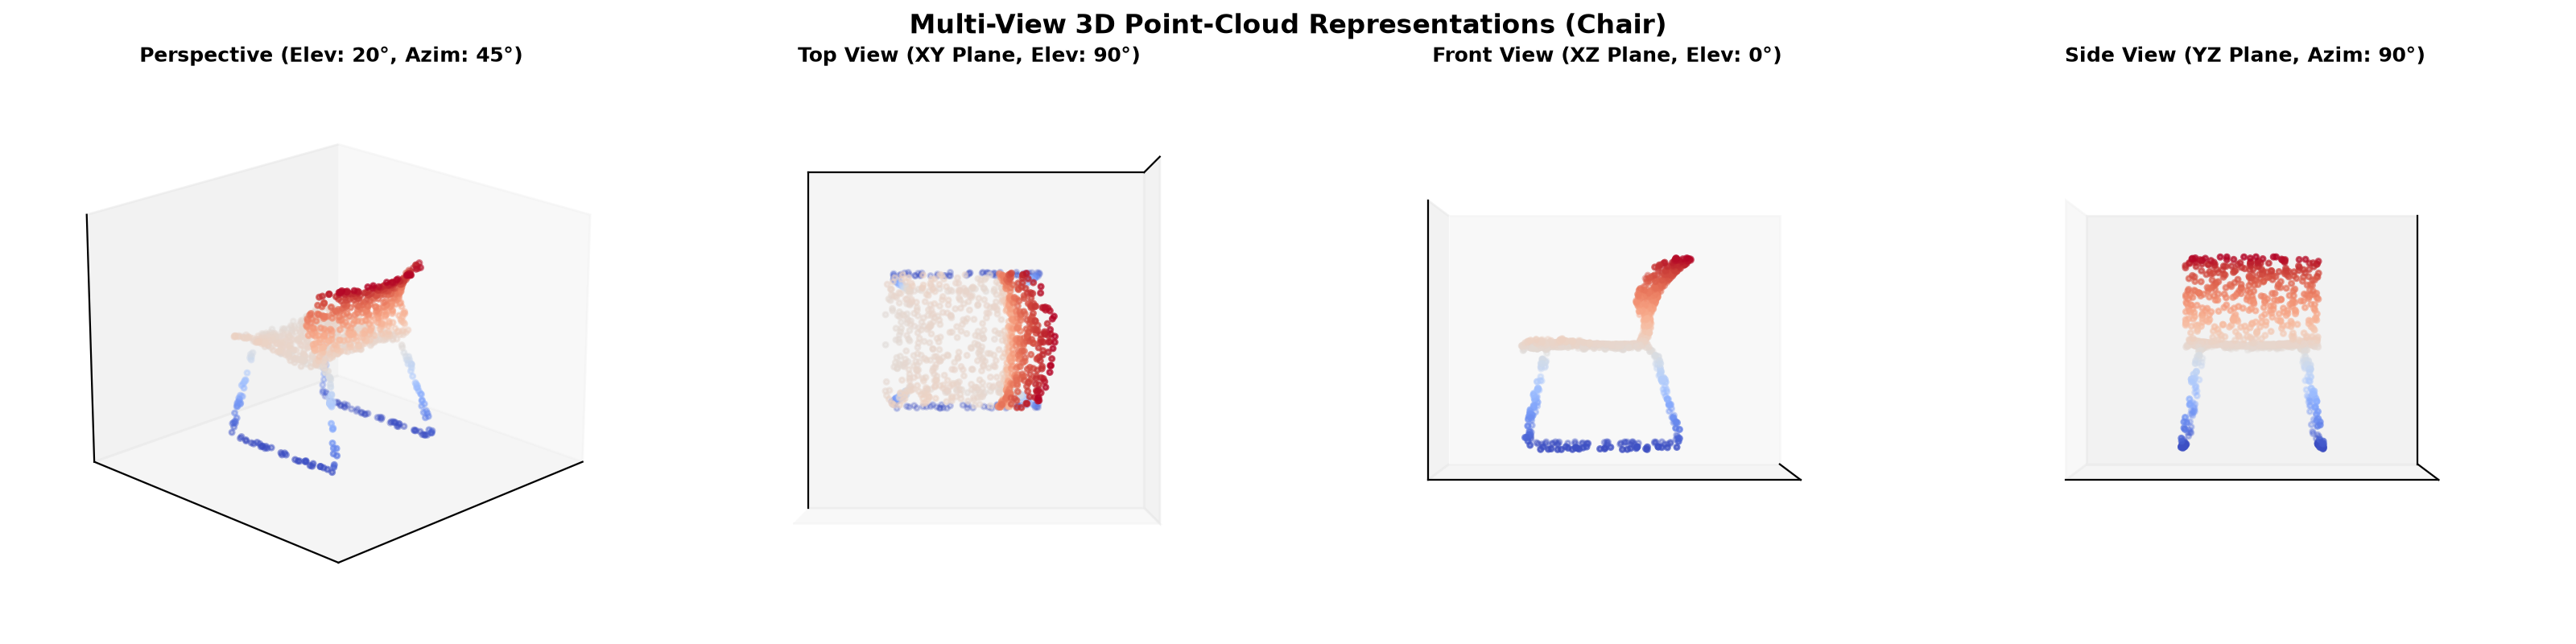 Multi-View 3D Point-Cloud Representations (Chair)
Perspective (Elev: 20°, Azim: 45°)
Top View (XY Plane, Elev: 90°)
Front View (XZ Plane, Elev: 0°)
Side View (YZ Plane, Azim: 90°)